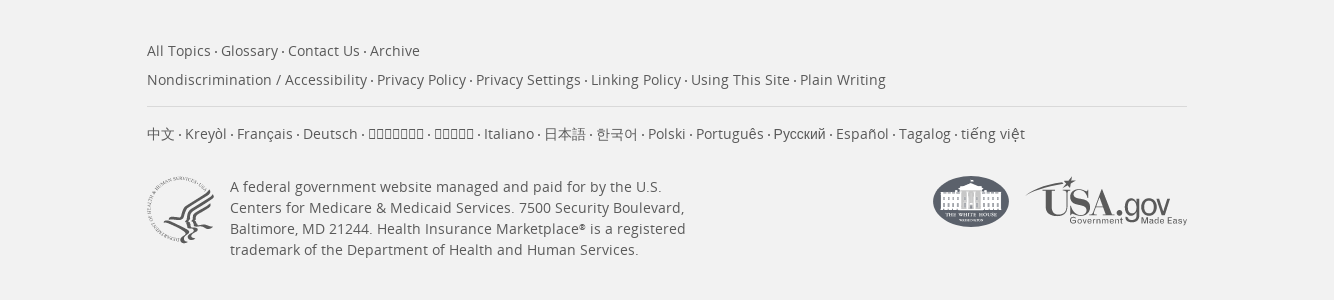 All Topics · Glossary · Contact Us · Archive
Nondiscrimination / Accessibility · Privacy Policy · Privacy Settings · Linking Policy · Using This Site · Plain Writing
中文 · Kreyòl · Français · Deutsch · · Italiano · 日本語 · 한국어 · Polski · Português · Русский · Español · Tagalog · tiếng việt
DEPARTMENT OF HEALTH & HUMAN SERVICES · USA
A federal government website managed and paid for by the U.S.
Centers for Medicare & Medicaid Services. 7500 Security Boulevard,
Baltimore, MD 21244. Health Insurance Marketplace® is a registered
trademark of the Department of Health and Human Services.
THE WHITE HOUSE
WASHINGTON
USA.gov
Government Made Easy